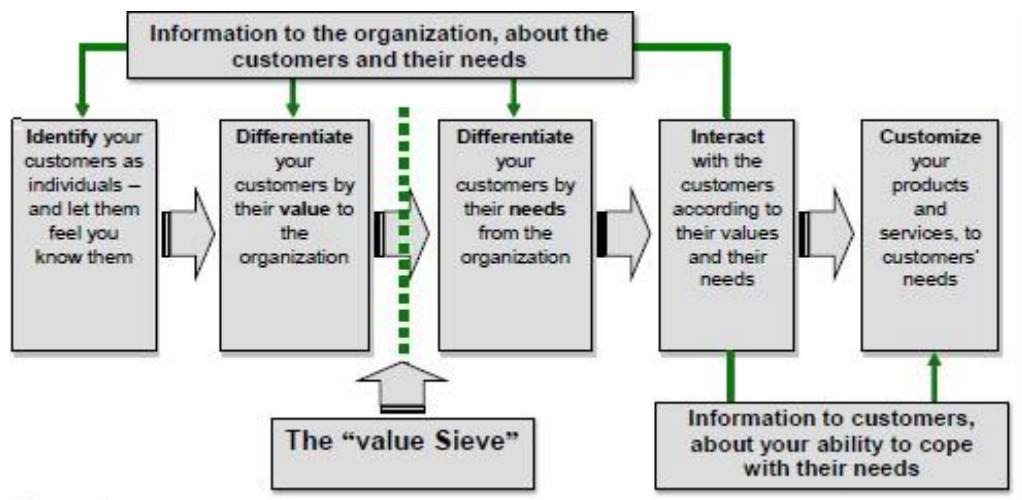 Information to the organization, about the
customers and their needs
Identify your
customers as
individuals –
and let them
feel you
know them
Differentiate
your
customers by
their value to
the
organization
Differentiate
your
customers by
their needs
from the
organization
Interact
with the
customers
according to
their values
and their
needs
Customize
your
products
and
services, to
customers'
needs
The “value Sieve”
Information to customers,
about your ability to cope
with their needs